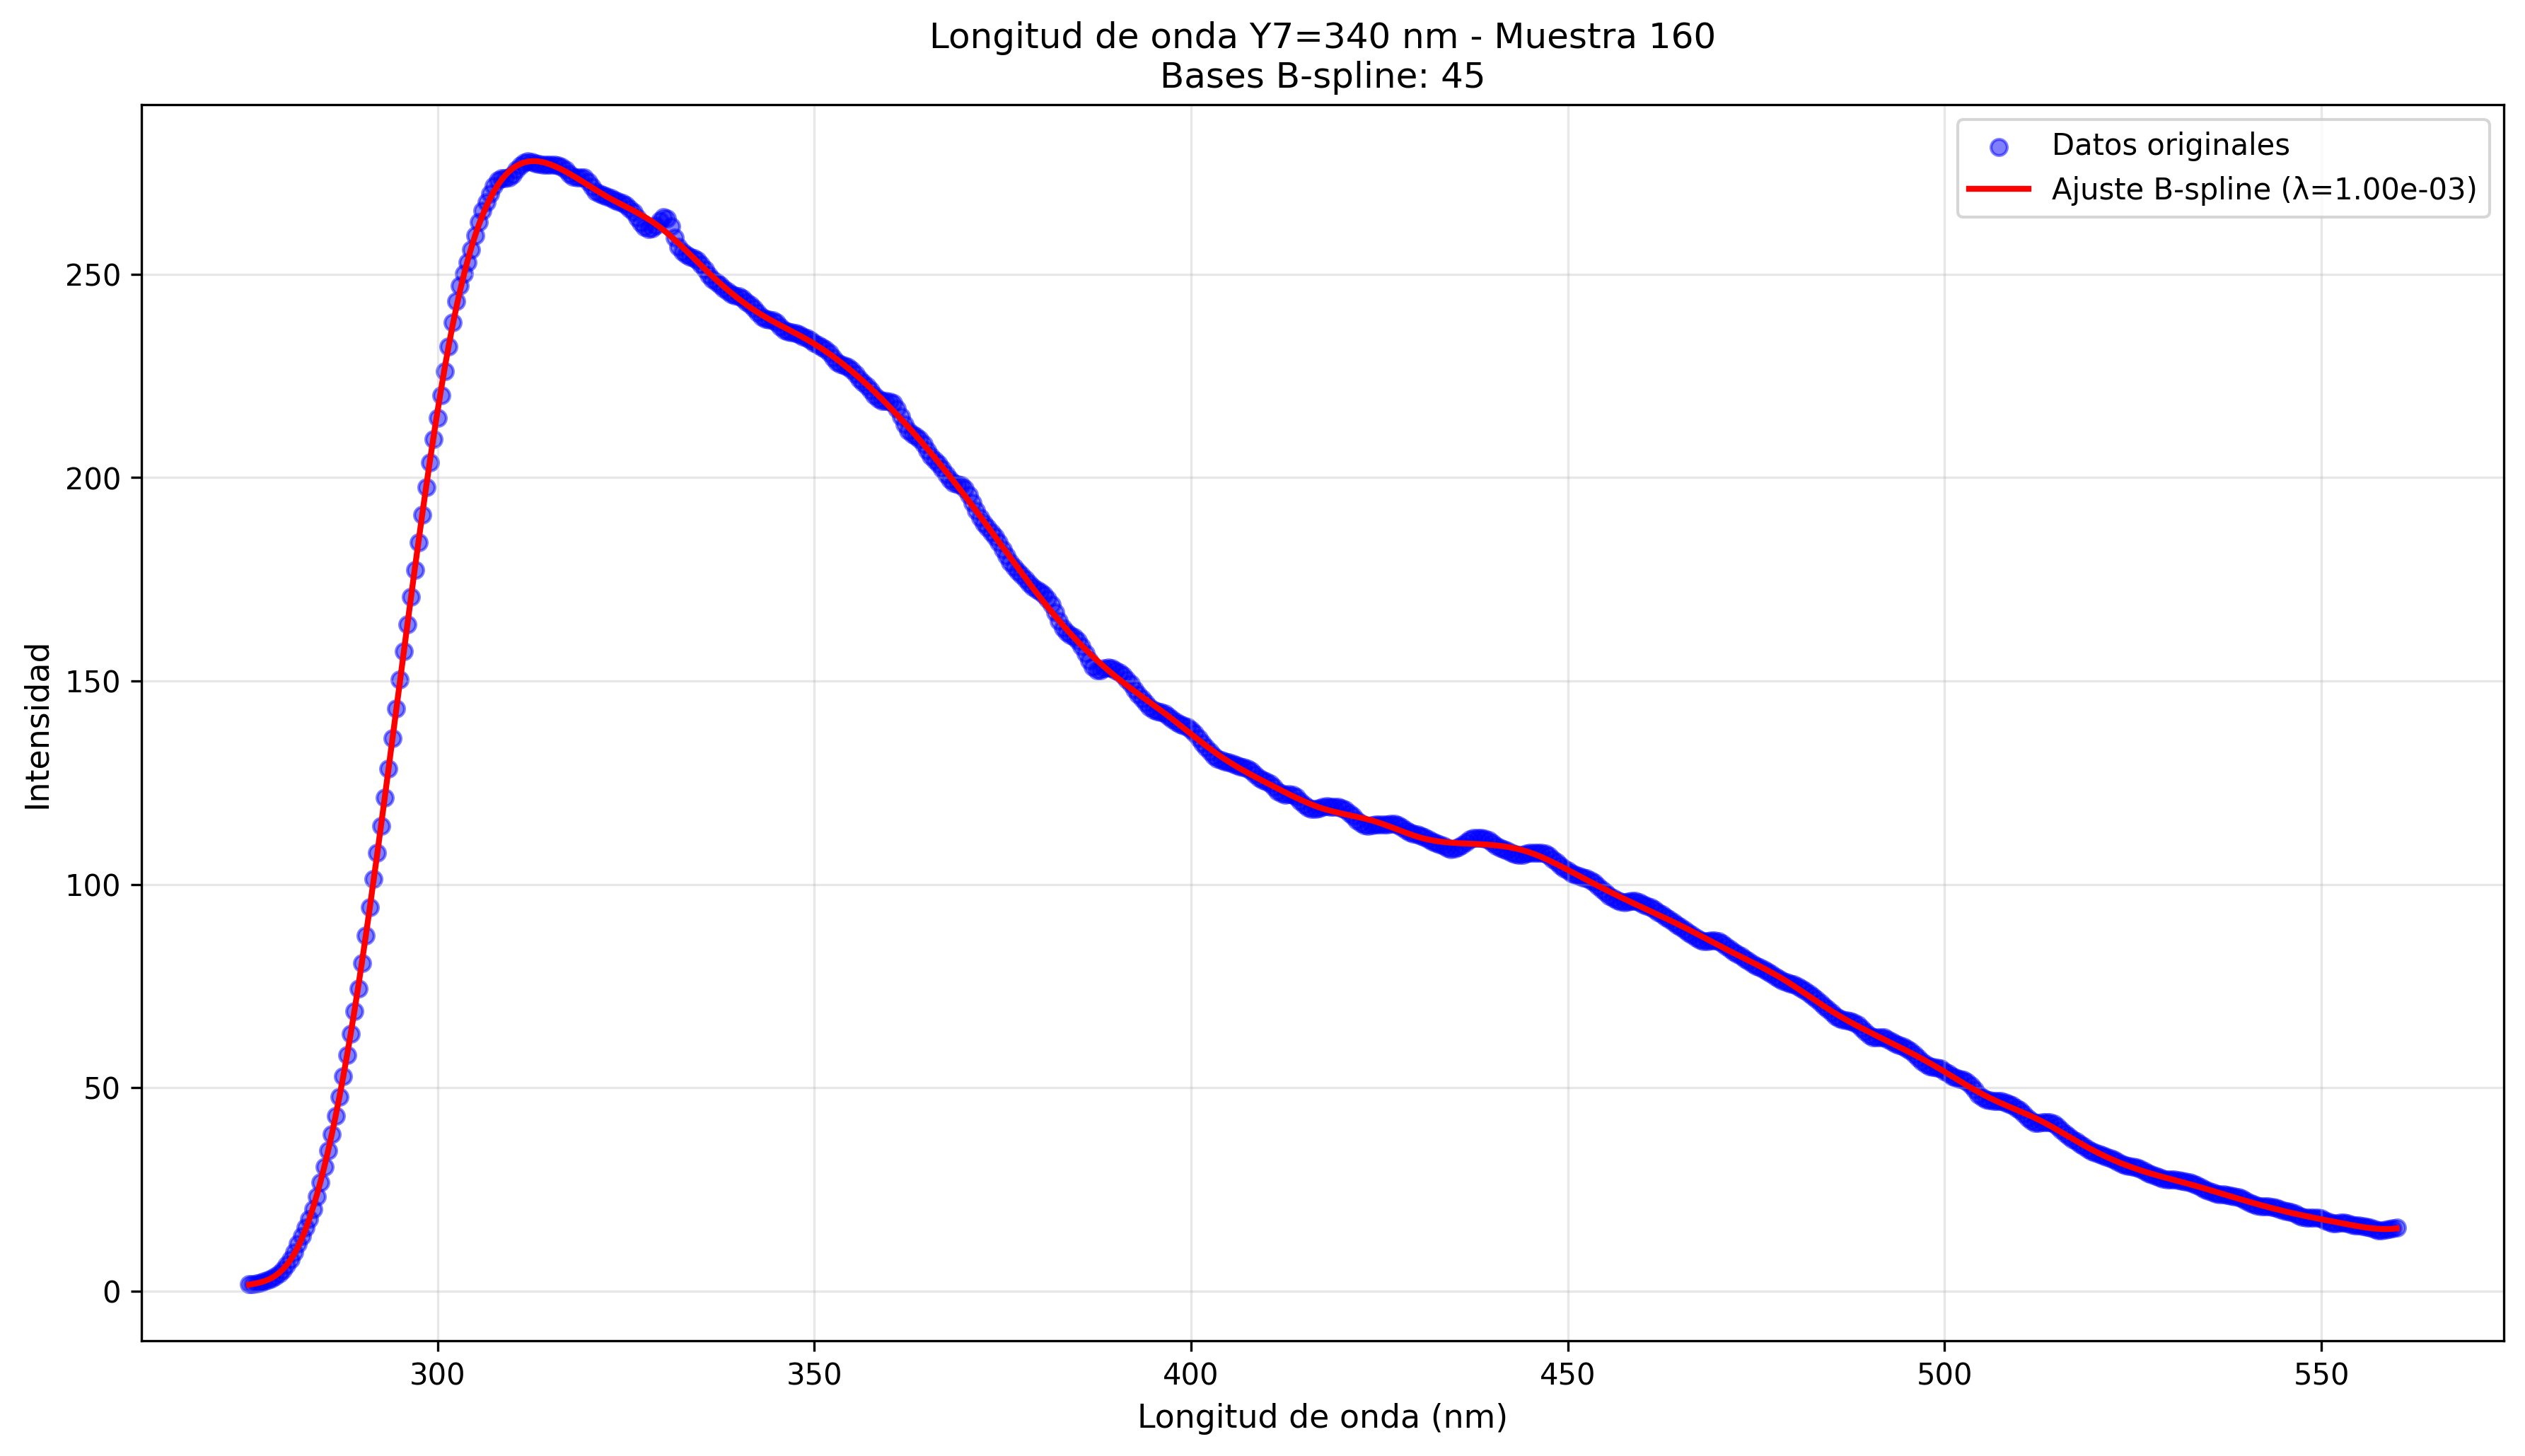 Longitud de onda Y7=340 nm - Muestra 160
Bases B-spline: 45
Datos originales
Ajuste B-spline (λ=1.00e-03)
Intensidad
250
200
150
100
50
0
300 350 400 450 500 550
Longitud de onda (nm)